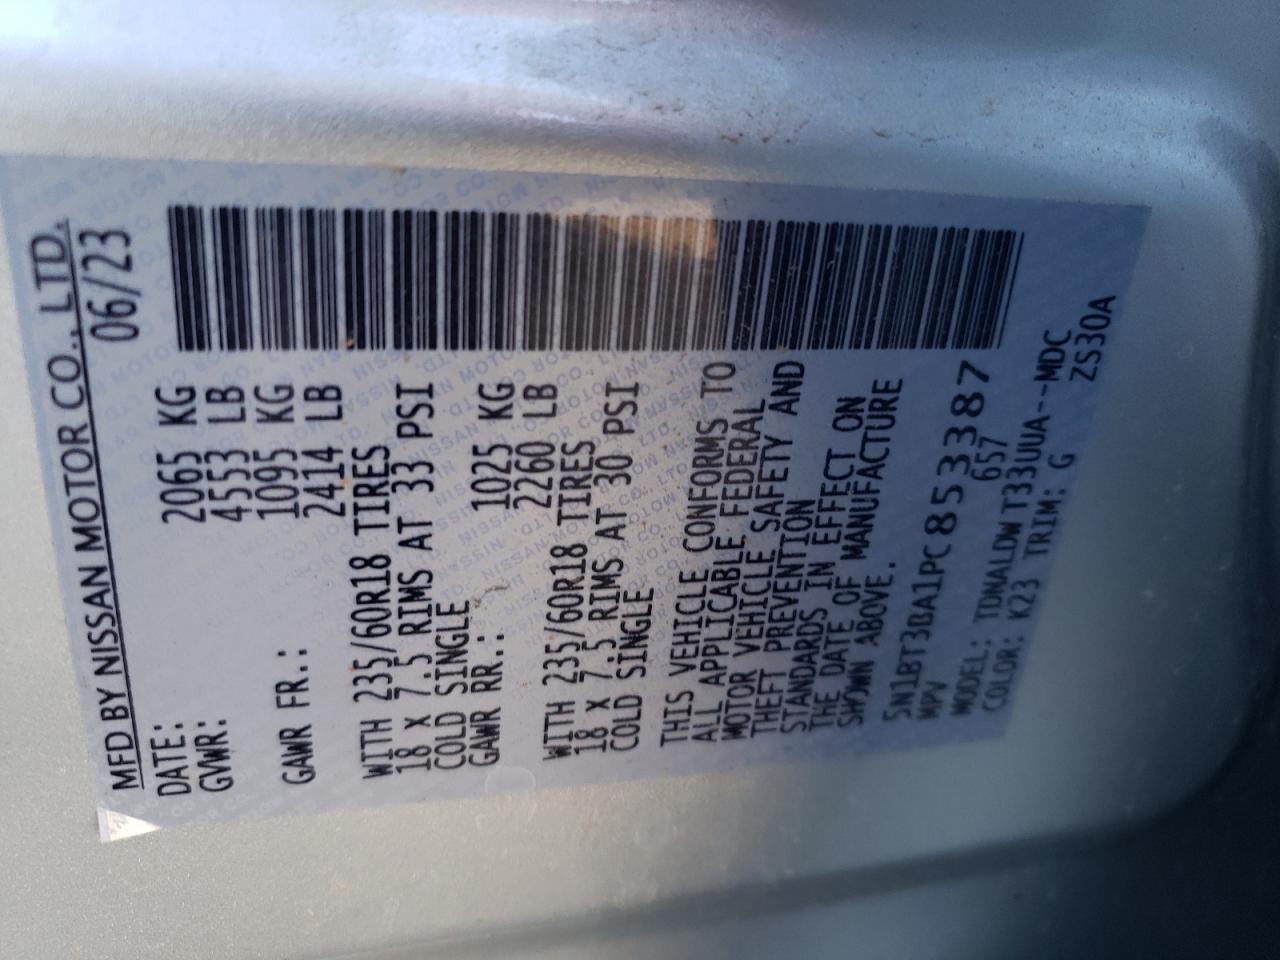 MFD BY NISSAN MOTOR CO., LTD.
DATE: 06/23
GVWR: 2065 KG
4553 LB
GAWR FR.: 1095 KG
2414 LB
WITH 235/60R18 TIRES
18 X 7.5 RIMS AT 33 PSI
COLD SINGLE
GAWR RR.: 1025 KG
2260 LB
WITH 235/60R18 TIRES
18 X 7.5 RIMS AT 30 PSI
COLD SINGLE
THIS VEHICLE CONFORMS TO
ALL APPLICABLE FEDERAL
MOTOR VEHICLE SAFETY AND
THEFT PREVENTION
STANDARDS IN EFFECT ON
THE DATE OF MANUFACTURE
SHOWN ABOVE.
5N1BT3BA1PC853387
MPV 657
MODEL: TDNALDWT33UUA--MDC
COLOR: K23 TRIM: G ZS30A